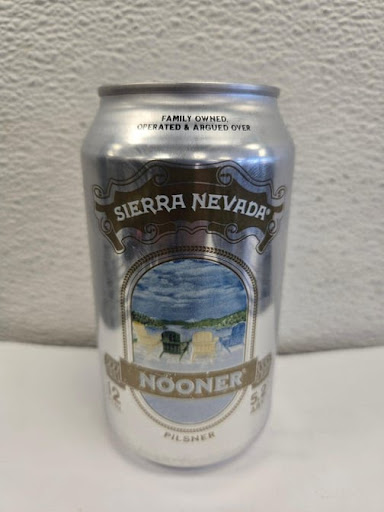 FAMILY OWNED,
OPERATED & ARGUED OVER
SIERRA NEVADA®
NOONER®
12
5.2
PILSNER